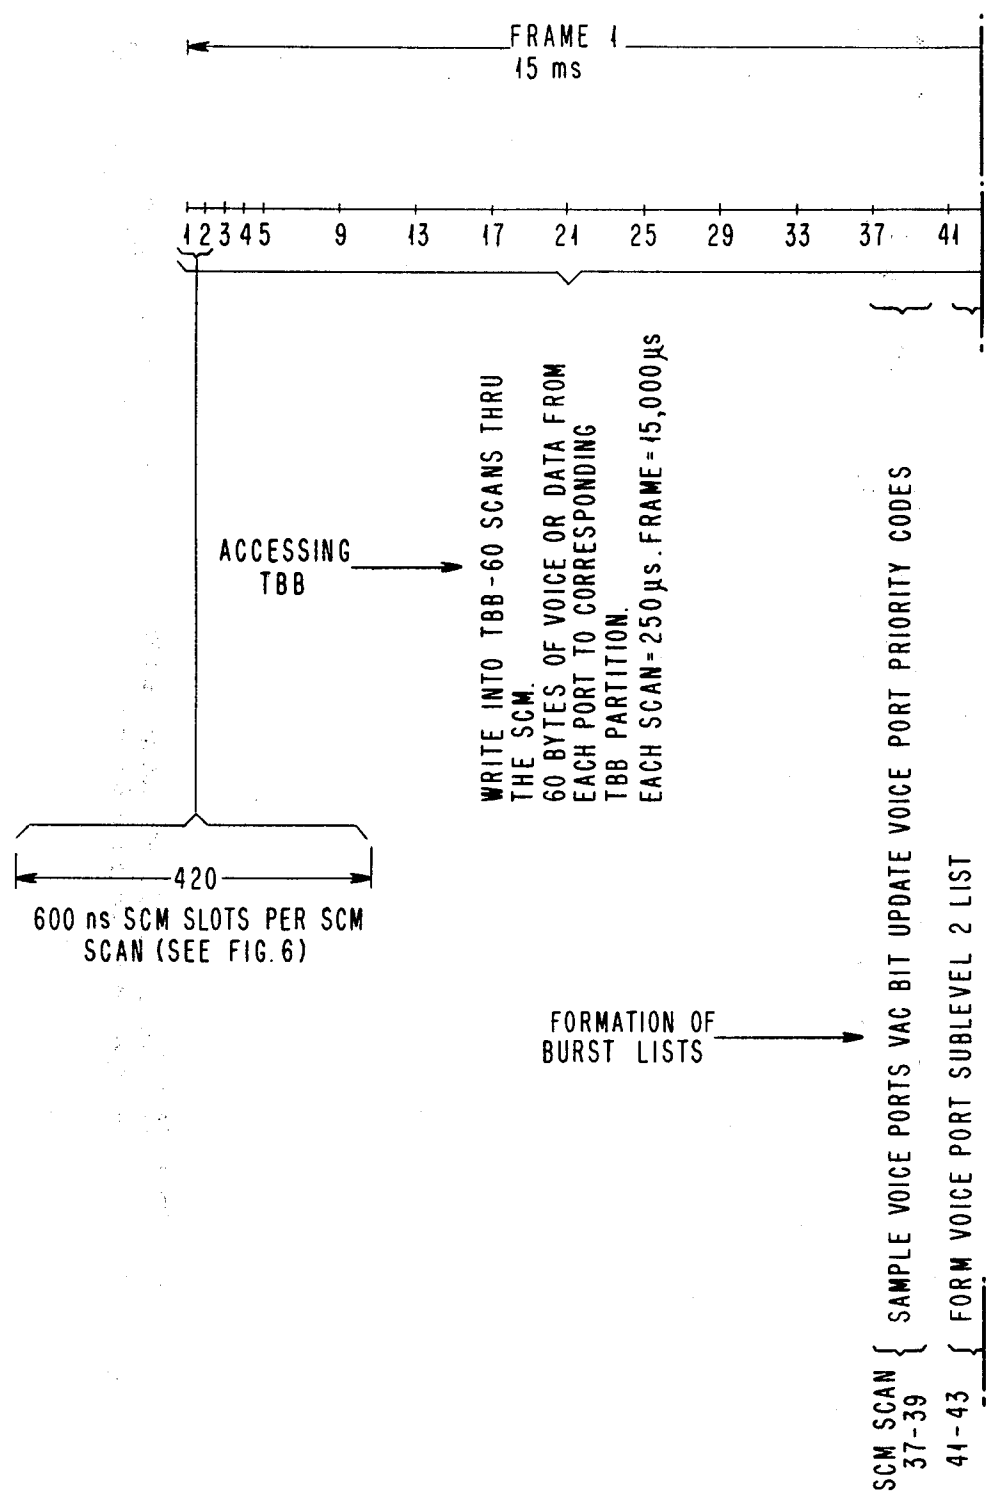 FRAME 1
15 ms
1 2 3 4 5 9 13 17 21 25 29 33 37 41
ACCESSING
TBB
WRITE INTO TBB-60 SCANS THRU
THE SCM.
60 BYTES OF VOICE OR DATA FROM
EACH PORT TO CORRESPONDING
TBB PARTITION.
EACH SCAN=250µs.FRAME=15,000µs
420
600 ns SCM SLOTS PER SCM
SCAN (SEE FIG.6)
FORMATION OF
BURST LISTS
SCM SCAN
37-39
SAMPLE VOICE PORTS VAC BIT UPDATE VOICE PORT PRIORITY CODES
41-43
FORM VOICE PORT SUBLEVEL 2 LIST